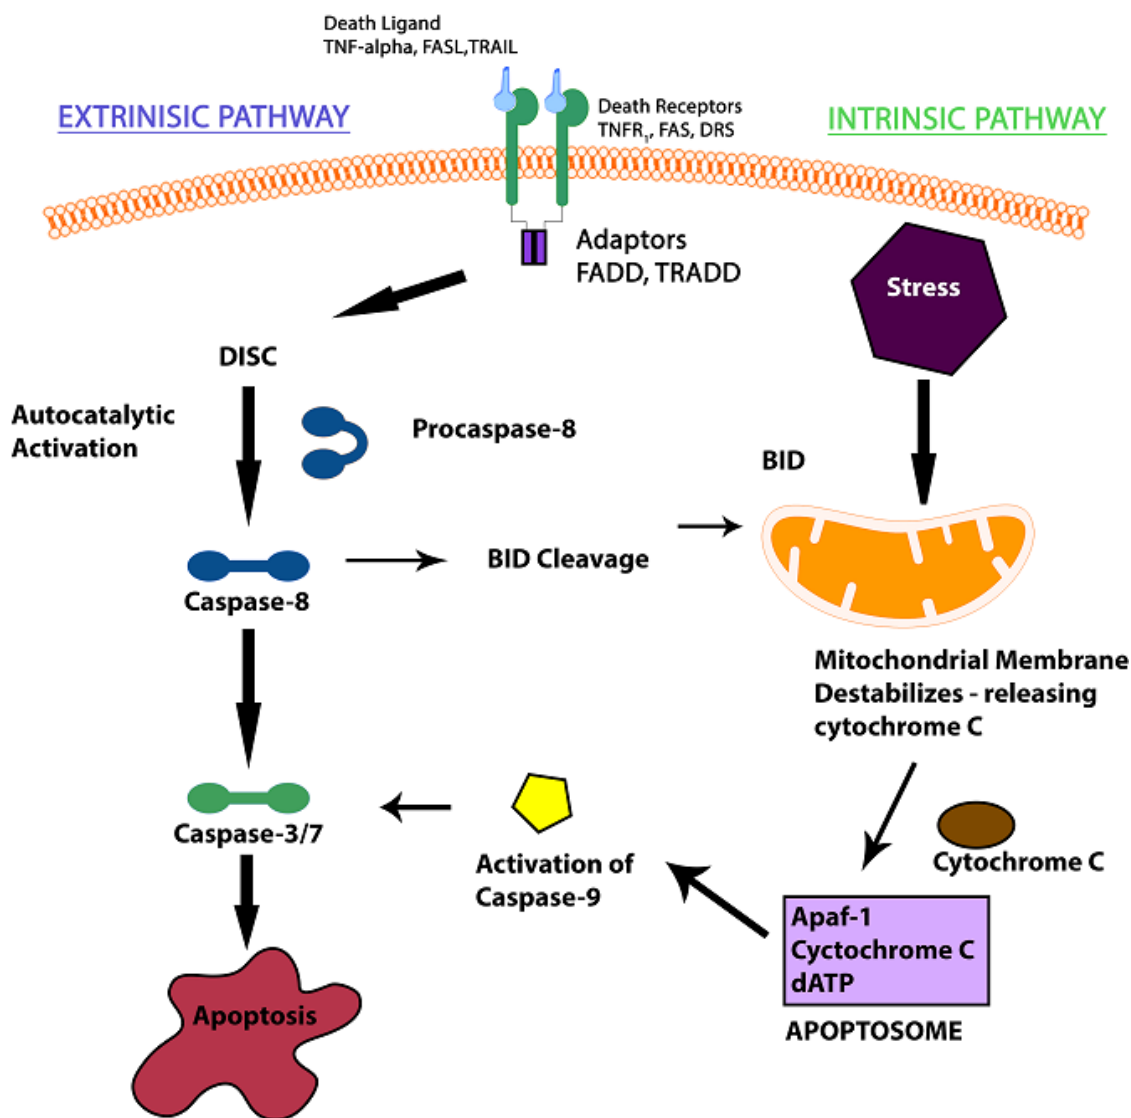 Death Ligand
TNF-alpha, FASL,TRAIL
EXTRINISIC PATHWAY
Death Receptors
TNFR₁, FAS, DRS
INTRINSIC PATHWAY
Adaptors
FADD, TRADD
Stress
DISC
Autocatalytic
Activation
Procaspase-8
BID
BID Cleavage
Caspase-8
Mitochondrial Membrane
Destabilizes - releasing
cytochrome C
Caspase-3/7
Activation of
Caspase-9
Cytochrome C
Apaf-1
Cyctochrome C
dATP
APOPTOSOME
Apoptosis